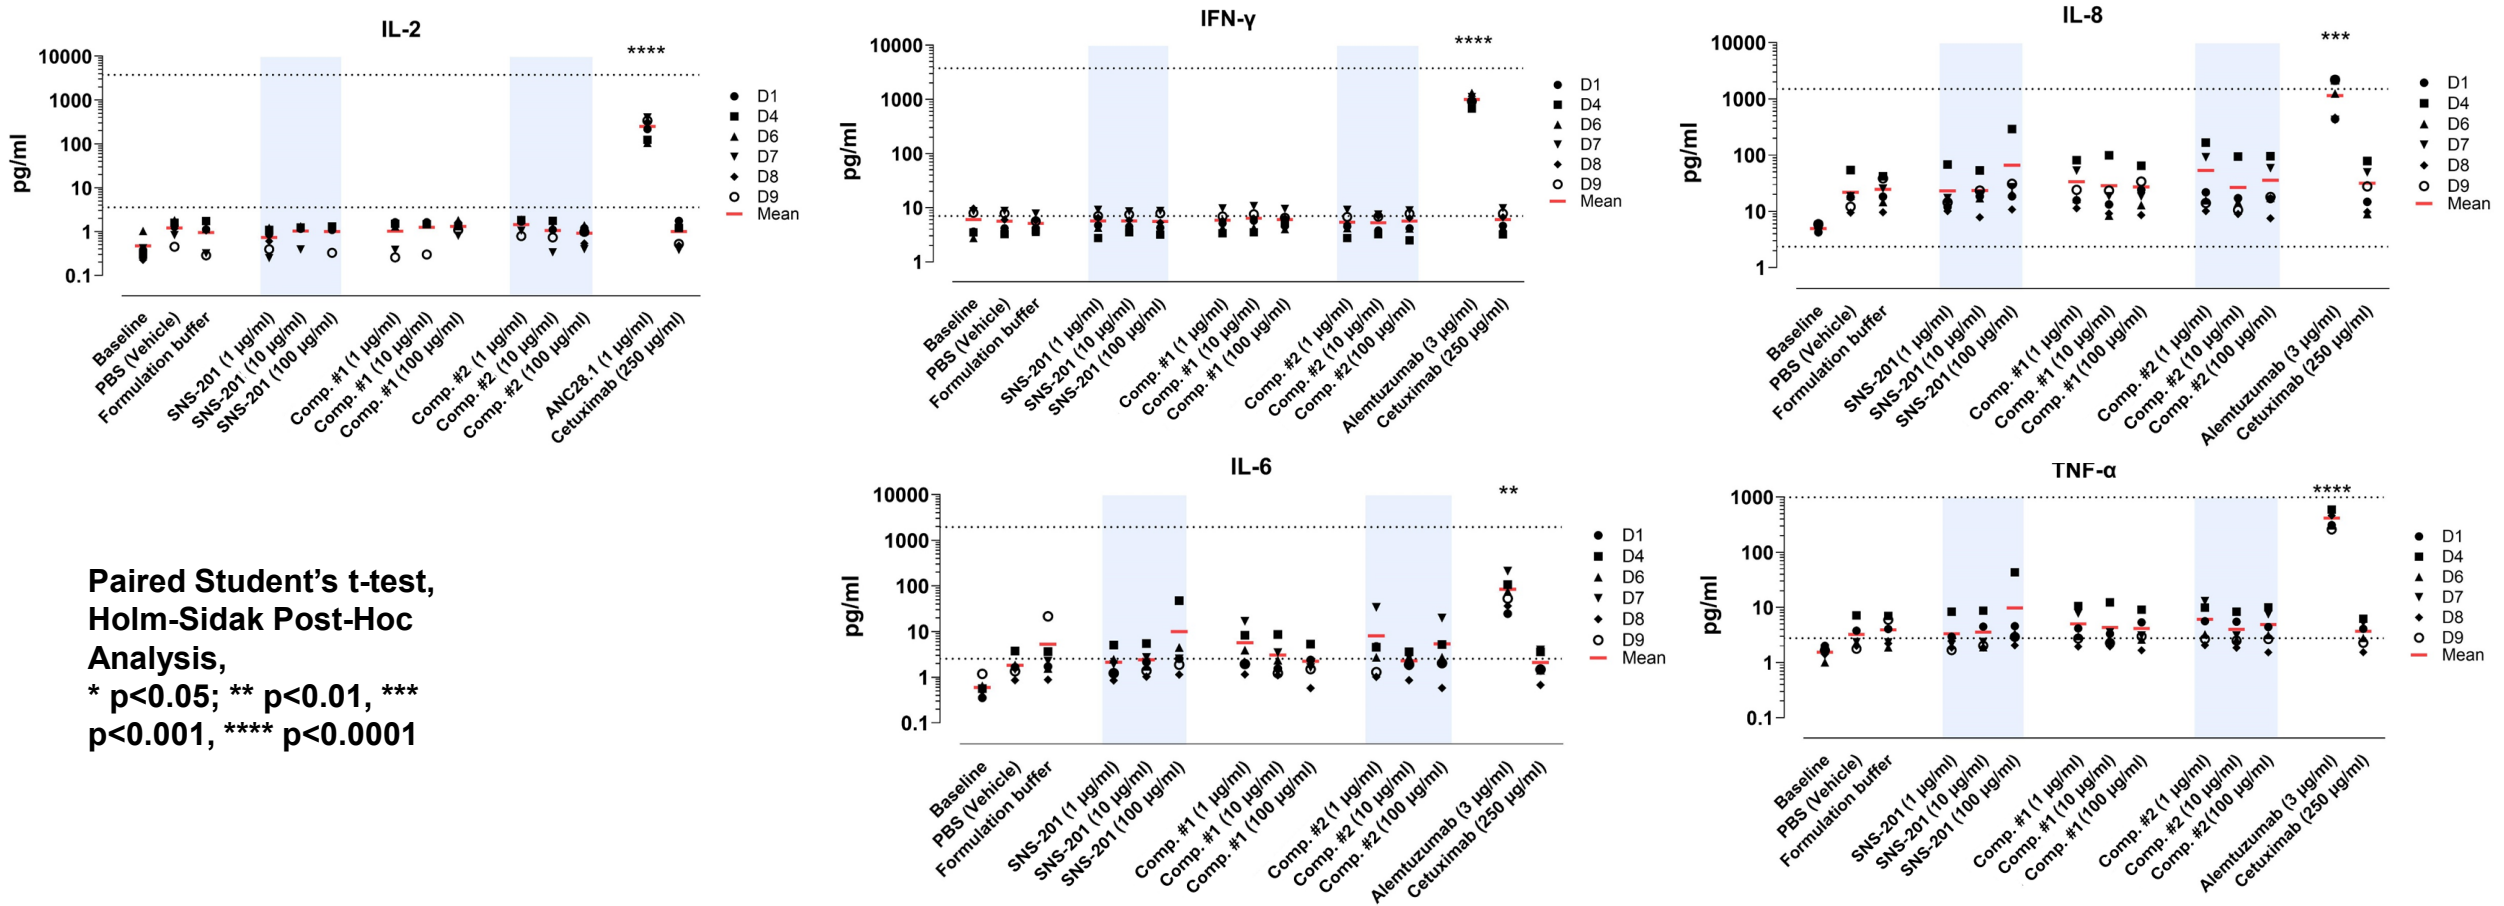 IL-2
10000
1000
100
10
1
0.1
pg/ml
****
D1
D4
D6
D7
D8
D9
Mean
Baseline
PBS (Vehicle)
Formulation buffer
SNS-201 (1 µg/ml)
SNS-201 (10 µg/ml)
SNS-201 (100 µg/ml)
Comp. #1 (1 µg/ml)
Comp. #1 (10 µg/ml)
Comp. #1 (100 µg/ml)
Comp. #2 (1 µg/ml)
Comp. #2 (10 µg/ml)
Comp. #2 (100 µg/ml)
ANC28.1 (1 µg/ml)
Cetuximab (250 µg/ml)
IFN-γ
10000
1000
100
10
1
pg/ml
****
D1
D4
D6
D7
D8
D9
Mean
Baseline
PBS (Vehicle)
Formulation buffer
SNS-201 (1 µg/ml)
SNS-201 (10 µg/ml)
SNS-201 (100 µg/ml)
Comp. #1 (1 µg/ml)
Comp. #1 (10 µg/ml)
Comp. #1 (100 µg/ml)
Comp. #2 (1 µg/ml)
Comp. #2 (10 µg/ml)
Comp. #2 (100 µg/ml)
Alemtuzumab (3 µg/ml)
Cetuximab (250 µg/ml)
IL-8
10000
1000
100
10
1
pg/ml
***
D1
D4
D6
D7
D8
D9
Mean
Baseline
PBS (Vehicle)
Formulation buffer
SNS-201 (1 µg/ml)
SNS-201 (10 µg/ml)
SNS-201 (100 µg/ml)
Comp. #1 (1 µg/ml)
Comp. #1 (10 µg/ml)
Comp. #1 (100 µg/ml)
Comp. #2 (1 µg/ml)
Comp. #2 (10 µg/ml)
Comp. #2 (100 µg/ml)
Alemtuzumab (3 µg/ml)
Cetuximab (250 µg/ml)
Paired Student’s t-test,
Holm-Sidak Post-Hoc
Analysis,
* p<0.05; ** p<0.01, ***
p<0.001, **** p<0.0001
IL-6
10000
1000
100
10
1
0.1
pg/ml
**
D1
D4
D6
D7
D8
D9
Mean
Baseline
PBS (Vehicle)
Formulation buffer
SNS-201 (1 µg/ml)
SNS-201 (10 µg/ml)
SNS-201 (100 µg/ml)
Comp. #1 (1 µg/ml)
Comp. #1 (10 µg/ml)
Comp. #1 (100 µg/ml)
Comp. #2 (1 µg/ml)
Comp. #2 (10 µg/ml)
Comp. #2 (100 µg/ml)
Alemtuzumab (3 µg/ml)
Cetuximab (250 µg/ml)
TNF-α
1000
100
10
1
0.1
pg/ml
****
D1
D4
D6
D7
D8
D9
Mean
Baseline
PBS (Vehicle)
Formulation buffer
SNS-201 (1 µg/ml)
SNS-201 (10 µg/ml)
SNS-201 (100 µg/ml)
Comp. #1 (1 µg/ml)
Comp. #1 (10 µg/ml)
Comp. #1 (100 µg/ml)
Comp. #2 (1 µg/ml)
Comp. #2 (10 µg/ml)
Comp. #2 (100 µg/ml)
Alemtuzumab (3 µg/ml)
Cetuximab (250 µg/ml)